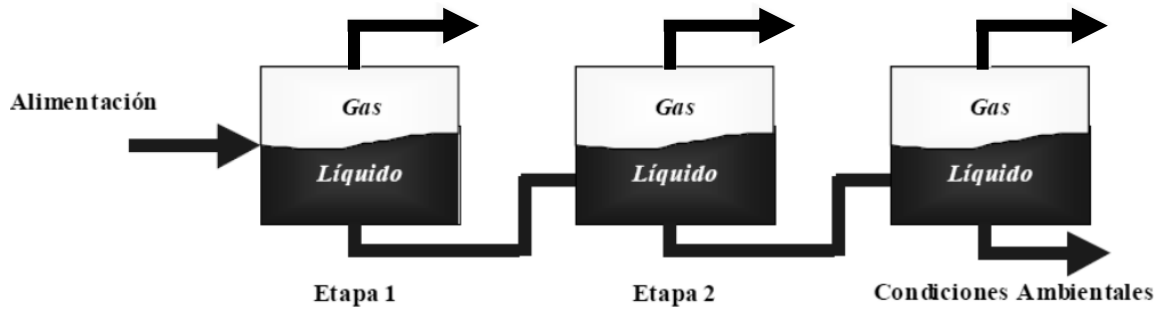 Alimentación
Gas
Líquido
Gas
Líquido
Gas
Líquido
Etapa 1
Etapa 2
Condiciones Ambientales